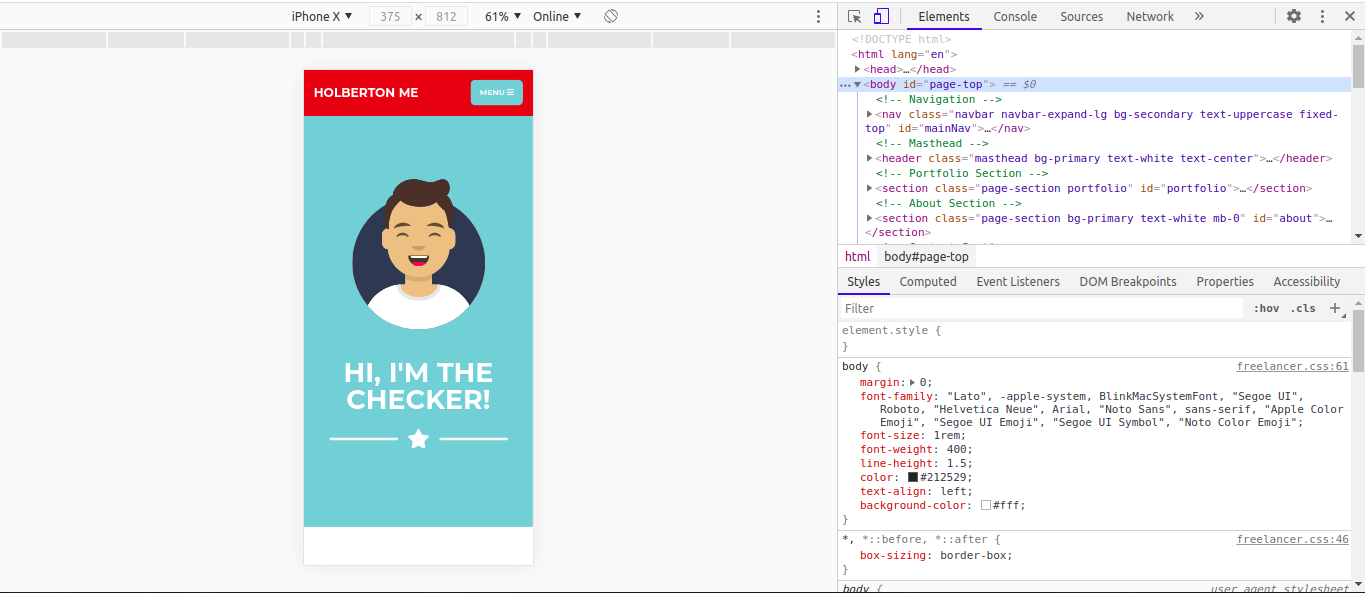 iPhone X ▼ 375 × 812 61% ▼ Online ▼
HOLBERTON ME MENU
HI, I'M THE
CHECKER!
Elements Console Sources Network »
<!DOCTYPE html>
<html lang="en">
<head>…</head>
<body id="page-top"> == $0
<!-- Navigation -->
<nav class="navbar navbar-expand-lg bg-secondary text-uppercase fixed-
top" id="mainNav">…</nav>
<!-- Masthead -->
<header class="masthead bg-primary text-white text-center">…</header>
<!-- Portfolio Section -->
<section class="page-section portfolio" id="portfolio">…</section>
<!-- About Section -->
<section class="page-section bg-primary text-white mb-0" id="about">…
</section>
html body#page-top
Styles Computed Event Listeners DOM Breakpoints Properties Accessibility
Filter :hov .cls +
element.style {
}
body { freelancer.css:61
margin: 0;
font-family: "Lato", -apple-system, BlinkMacSystemFont, "Segoe UI",
Roboto, "Helvetica Neue", Arial, "Noto Sans", sans-serif, "Apple Color
Emoji", "Segoe UI Emoji", "Segoe UI Symbol", "Noto Color Emoji";
font-size: 1rem;
font-weight: 400;
line-height: 1.5;
color: #212529;
text-align: left;
background-color: #fff;
}
*, *::before, *::after { freelancer.css:46
box-sizing: border-box;
}
body { user agent stylesheet